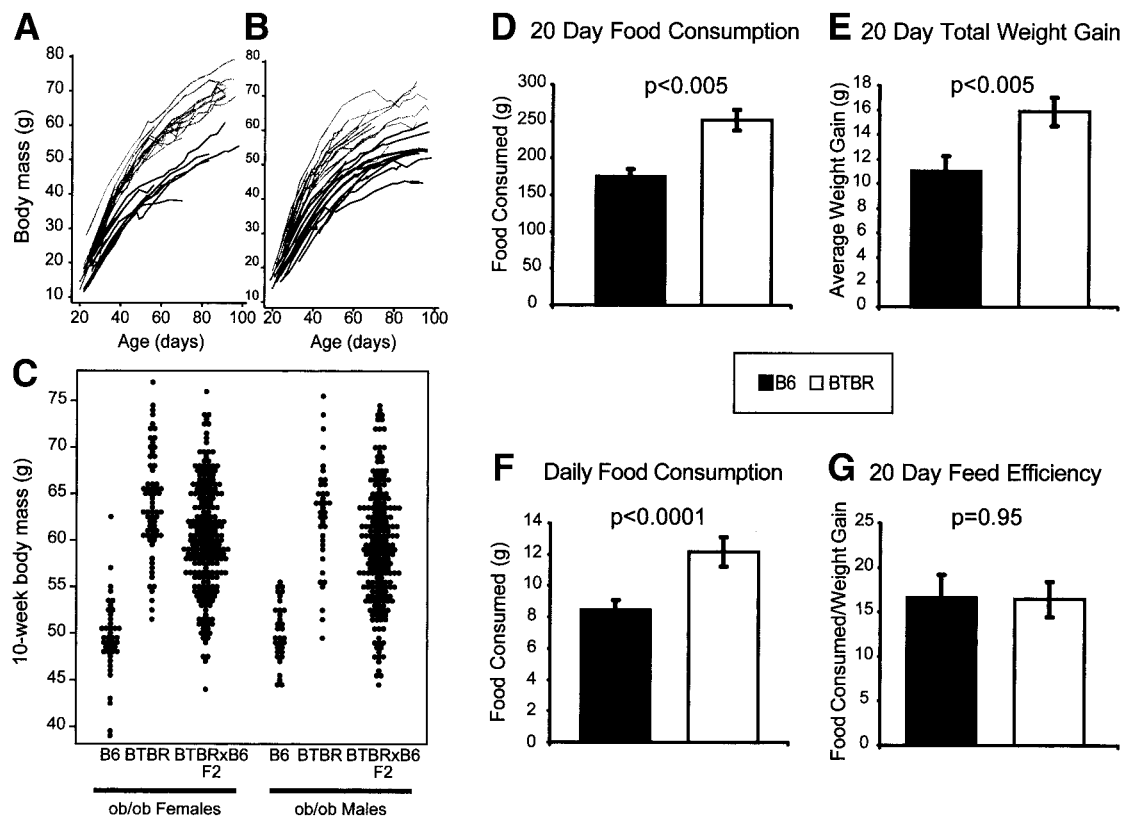 A
B
Body mass (g)
80
70
60
50
40
30
20
10
20
40
60
80
100
Age (days)
80
70
60
50
40
30
20
10
20
40
60
80
100
Age (days)
C
10-week body mass (g)
75
70
65
60
55
50
45
40
B6 BTBR BTBRxB6
F2
B6 BTBR BTBRxB6
F2
ob/ob Females
ob/ob Males
D 20 Day Food Consumption
p<0.005
Food Consumed (g)
300
250
200
150
100
50
0
E 20 Day Total Weight Gain
p<0.005
Average Weight Gain (g)
18
16
14
12
10
8
6
4
2
0
B6 BTBR
F Daily Food Consumption
p<0.0001
Food Consumed (g)
14
12
10
8
6
4
2
0
G 20 Day Feed Efficiency
p=0.95
Food Consumed/Weight Gain
25
20
15
10
5
0